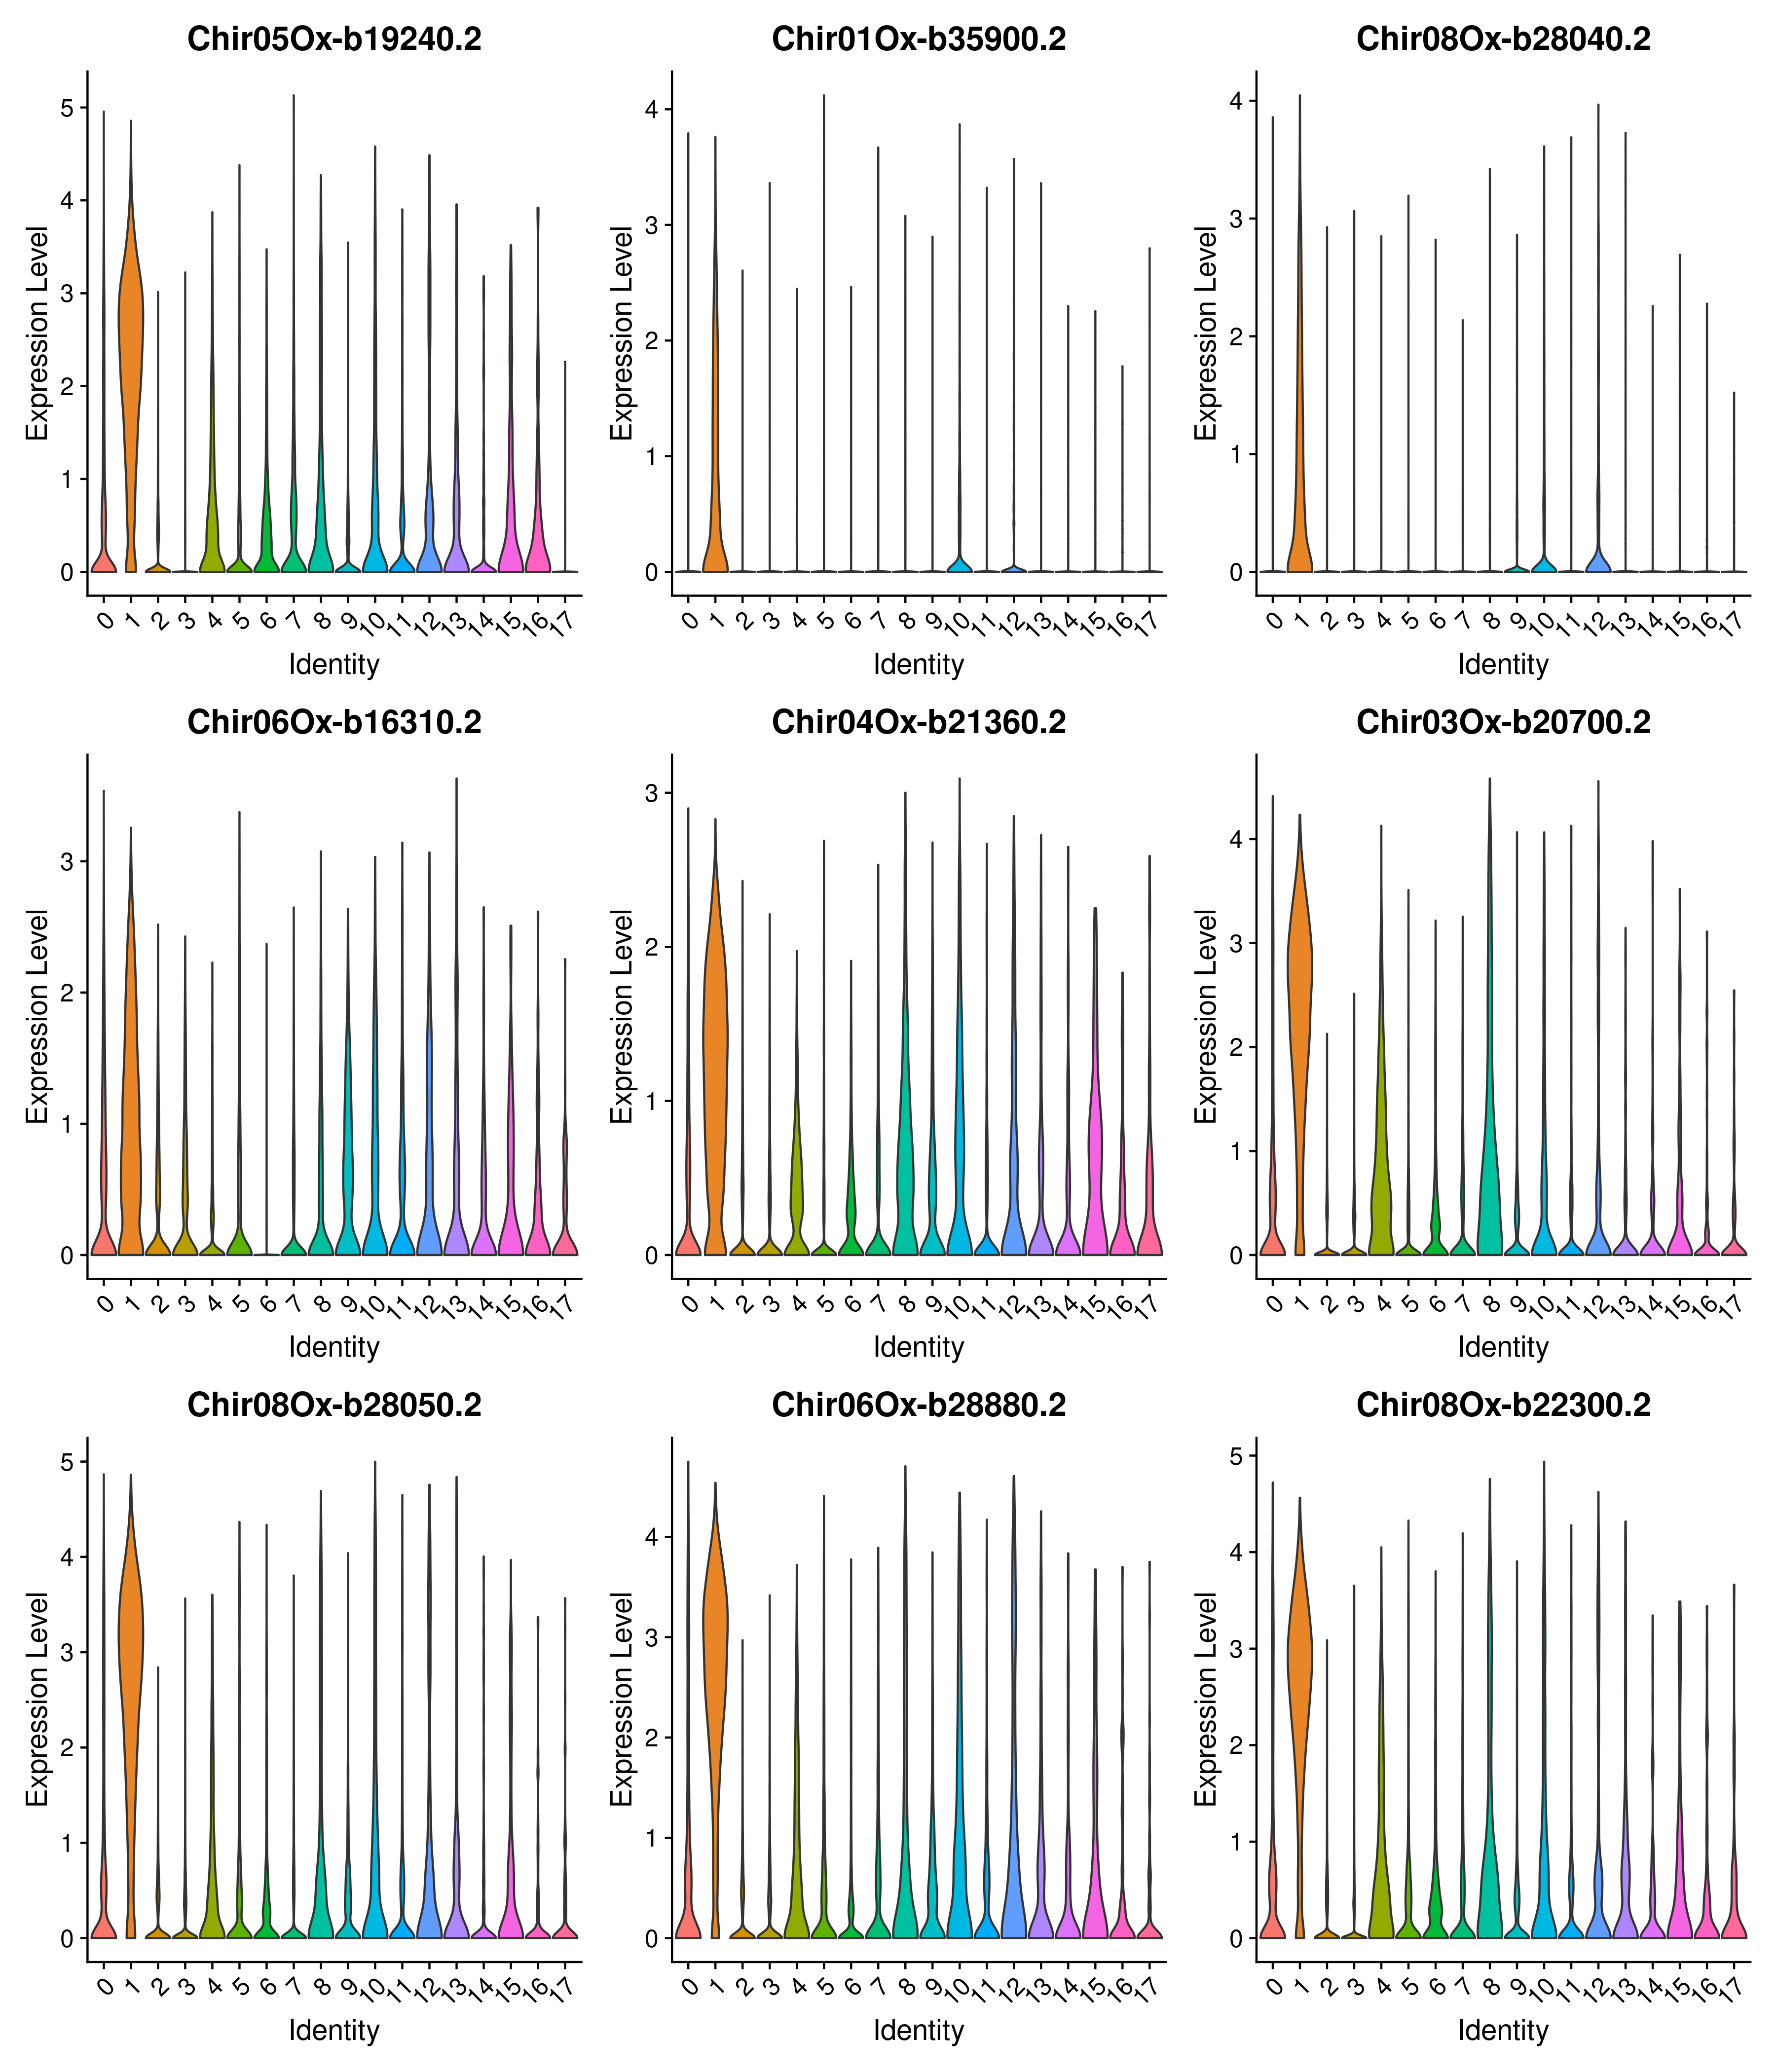 Chir05Ox-b19240.2
Expression Level
5
4
3
2
1
0
0 1 2 3 4 5 6 7 8 9 10 11 12 13 14 15 16 17
Identity
Chir01Ox-b35900.2
Expression Level
4
3
2
1
0
0 1 2 3 4 5 6 7 8 9 10 11 12 13 14 15 16 17
Identity
Chir08Ox-b28040.2
Expression Level
4
3
2
1
0
0 1 2 3 4 5 6 7 8 9 10 11 12 13 14 15 16 17
Identity
Chir06Ox-b16310.2
Expression Level
3
2
1
0
0 1 2 3 4 5 6 7 8 9 10 11 12 13 14 15 16 17
Identity
Chir04Ox-b21360.2
Expression Level
3
2
1
0
0 1 2 3 4 5 6 7 8 9 10 11 12 13 14 15 16 17
Identity
Chir03Ox-b20700.2
Expression Level
4
3
2
1
0
0 1 2 3 4 5 6 7 8 9 10 11 12 13 14 15 16 17
Identity
Chir08Ox-b28050.2
Expression Level
5
4
3
2
1
0
0 1 2 3 4 5 6 7 8 9 10 11 12 13 14 15 16 17
Identity
Chir06Ox-b28880.2
Expression Level
4
3
2
1
0
0 1 2 3 4 5 6 7 8 9 10 11 12 13 14 15 16 17
Identity
Chir08Ox-b22300.2
Expression Level
5
4
3
2
1
0
0 1 2 3 4 5 6 7 8 9 10 11 12 13 14 15 16 17
Identity